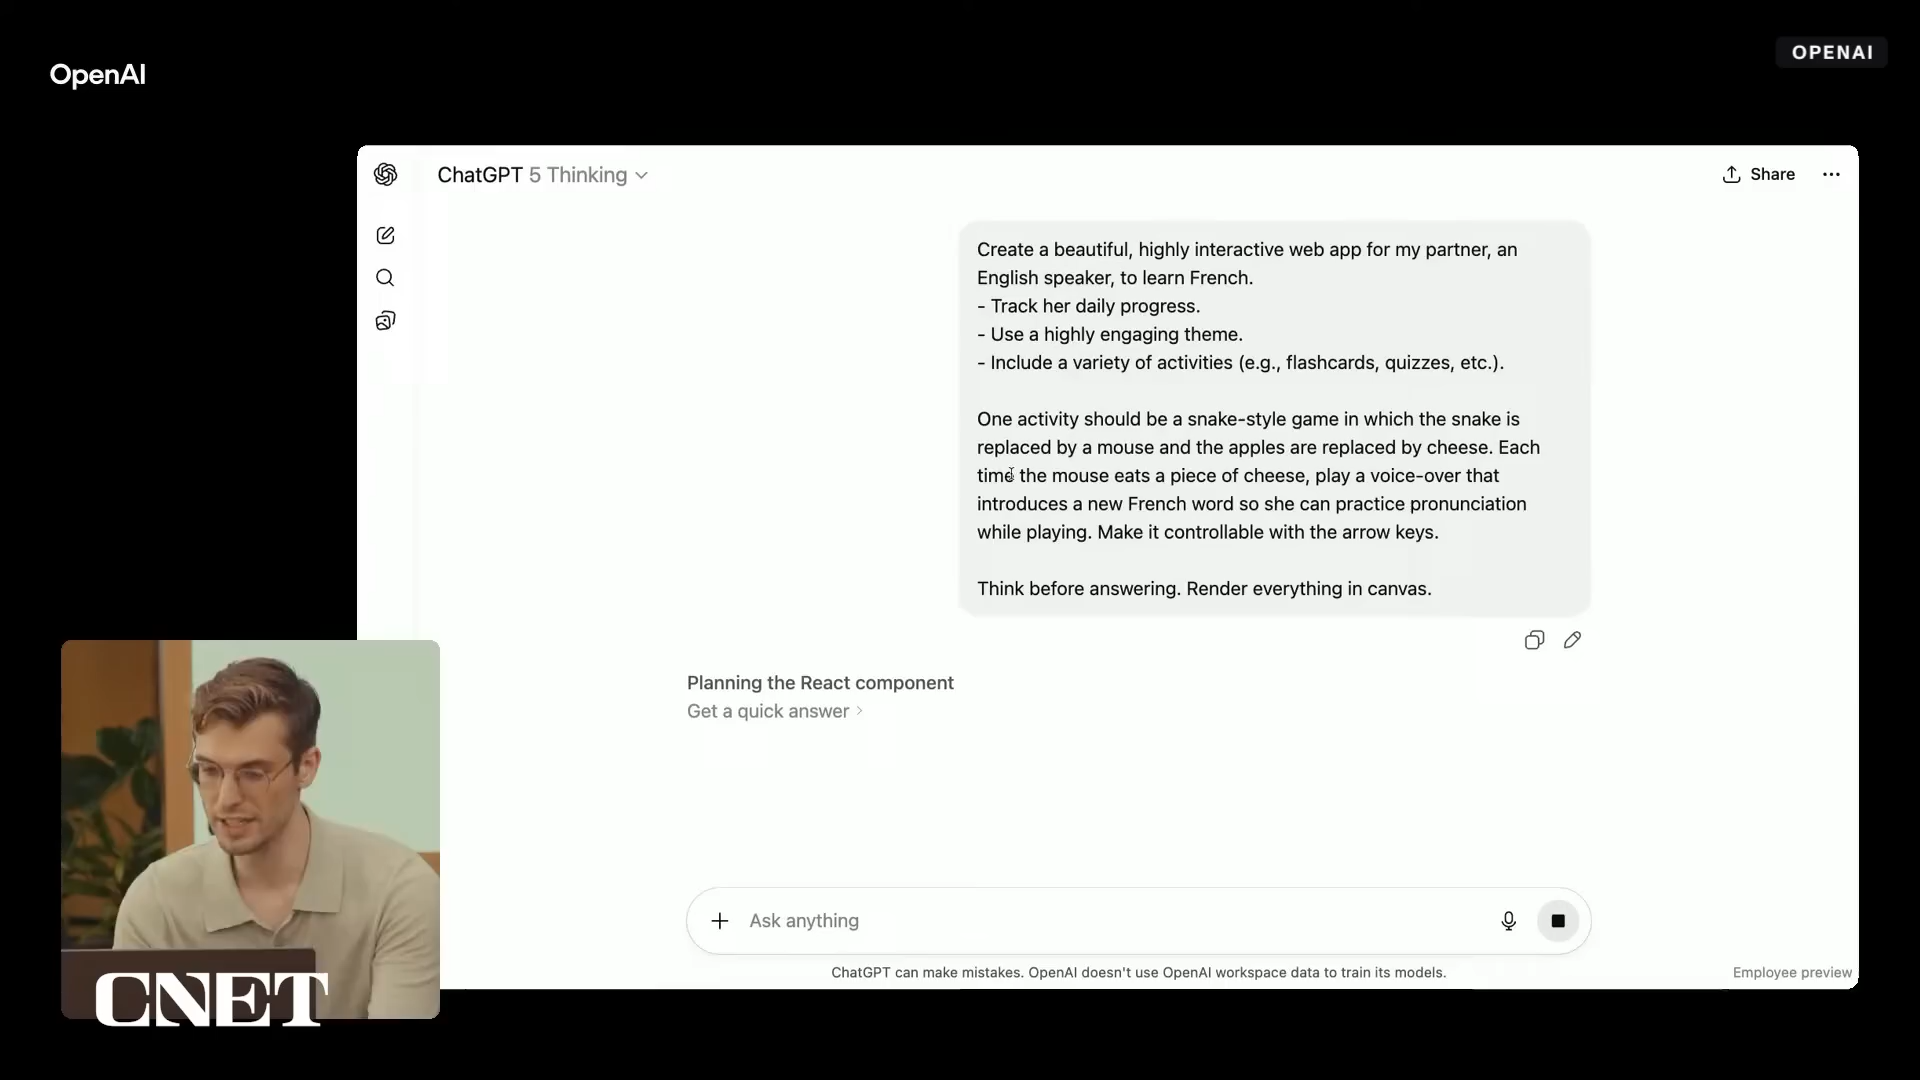 OpenAI
OPENAI
ChatGPT 5 Thinking
Share
Create a beautiful, highly interactive web app for my partner, an
English speaker, to learn French.
- Track her daily progress.
- Use a highly engaging theme.
- Include a variety of activities (e.g., flashcards, quizzes, etc.).
One activity should be a snake-style game in which the snake is
replaced by a mouse and the apples are replaced by cheese. Each
time the mouse eats a piece of cheese, play a voice-over that
introduces a new French word so she can practice pronunciation
while playing. Make it controllable with the arrow keys.
Think before answering. Render everything in canvas.
Planning the React component
Get a quick answer
Ask anything
ChatGPT can make mistakes. OpenAI doesn't use OpenAI workspace data to train its models.
Employee preview
CNET